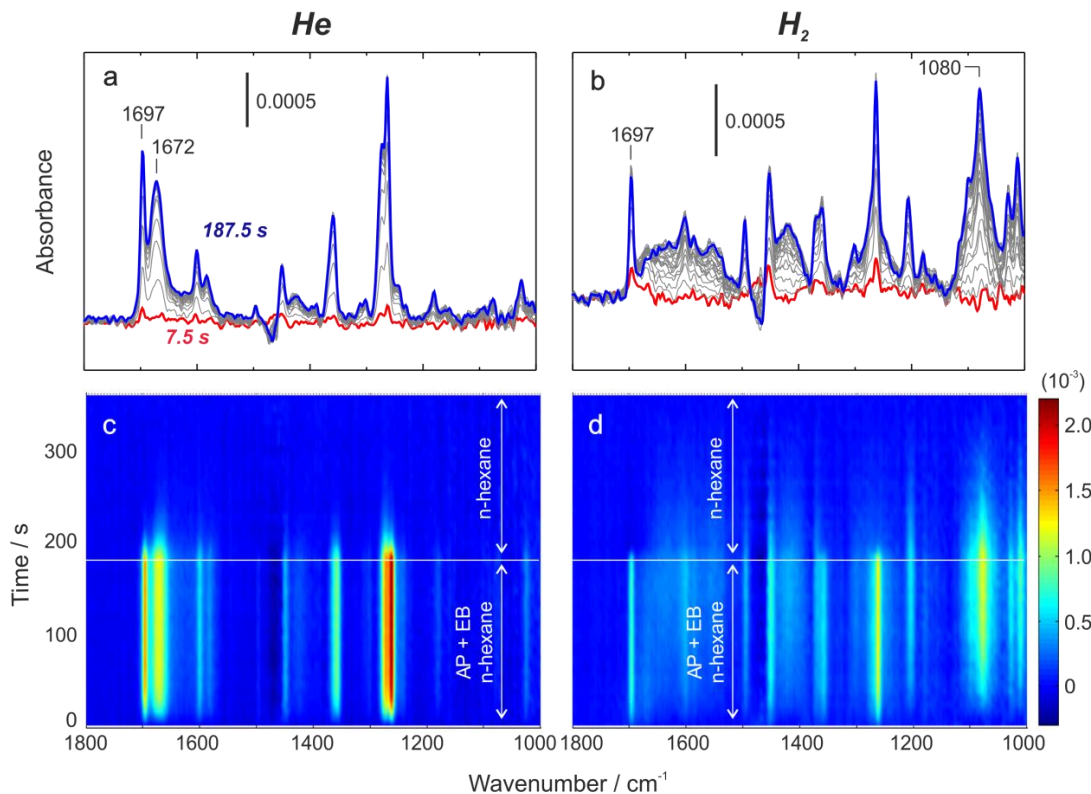 He
H₂
a
1697
1672
0.0005
187.5 s
7.5 s
Absorbance
b
1697
0.0005
1080
c
n-hexane
AP + EB
n-hexane
300
200
100
0
Time / s
1800
1600
1400
1200
1000
d
n-hexane
AP + EB
n-hexane
1800
1600
1400
1200
1000
(10⁻³)
2.0
1.5
1.0
0.5
0
Wavenumber / cm⁻¹